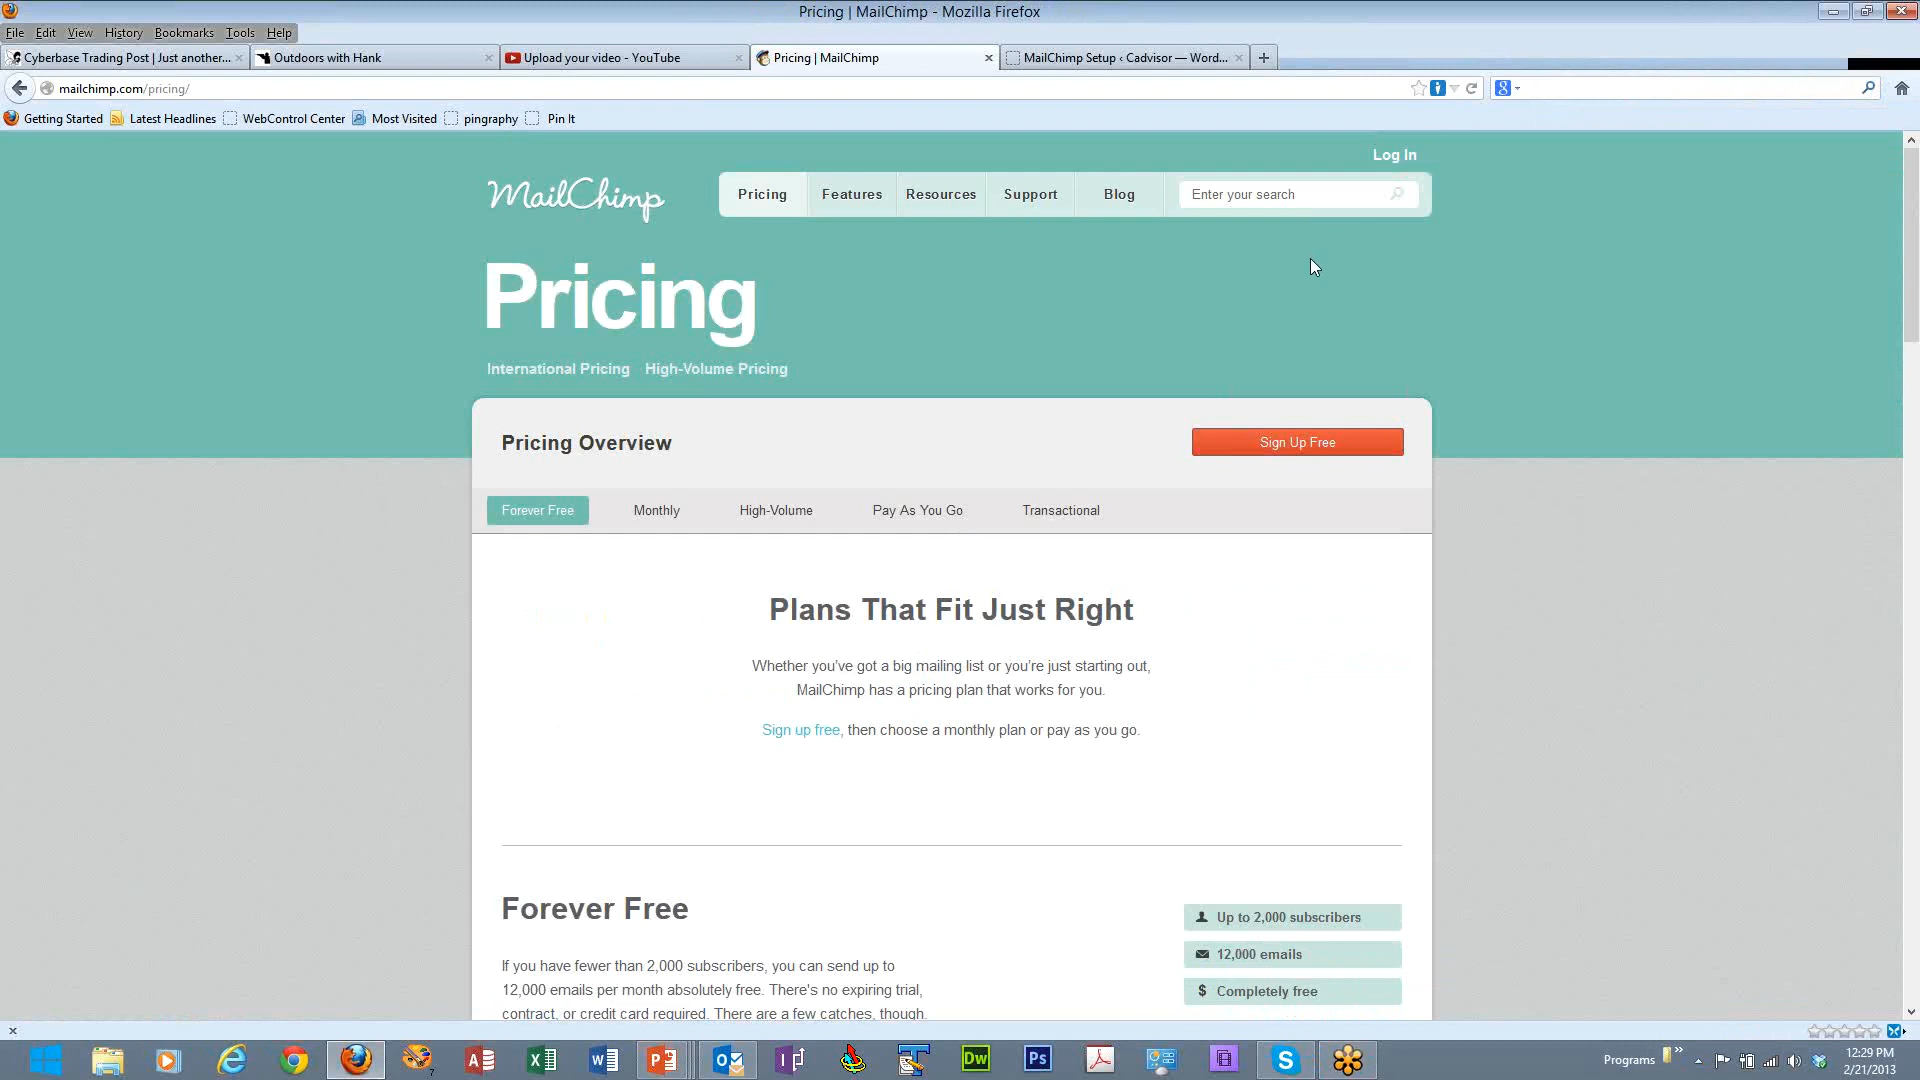 Pricing | MailChimp - Mozilla Firefox
File Edit View History Bookmarks Tools Help
Cyberbase Trading Post | Just another... Outdoors with Hank Upload your video - YouTube Pricing | MailChimp MailChimp Setup ‹ Cadvisor — Word...
mailchimp.com/pricing/
Getting Started Latest Headlines WebControl Center Most Visited pingraphy Pin It
Log In
MailChimp
Pricing Features Resources Support Blog Enter your search
Pricing
International Pricing High-Volume Pricing
Pricing Overview
Sign Up Free
Forever Free Monthly High-Volume Pay As You Go Transactional
Plans That Fit Just Right
Whether you've got a big mailing list or you're just starting out,
MailChimp has a pricing plan that works for you.
Sign up free, then choose a monthly plan or pay as you go.
Forever Free
Up to 2,000 subscribers
12,000 emails
$ Completely free
If you have fewer than 2,000 subscribers, you can send up to
12,000 emails per month absolutely free. There's no expiring trial,
contract, or credit card required. There are a few catches, though.
Programs
12:29 PM
2/21/2013